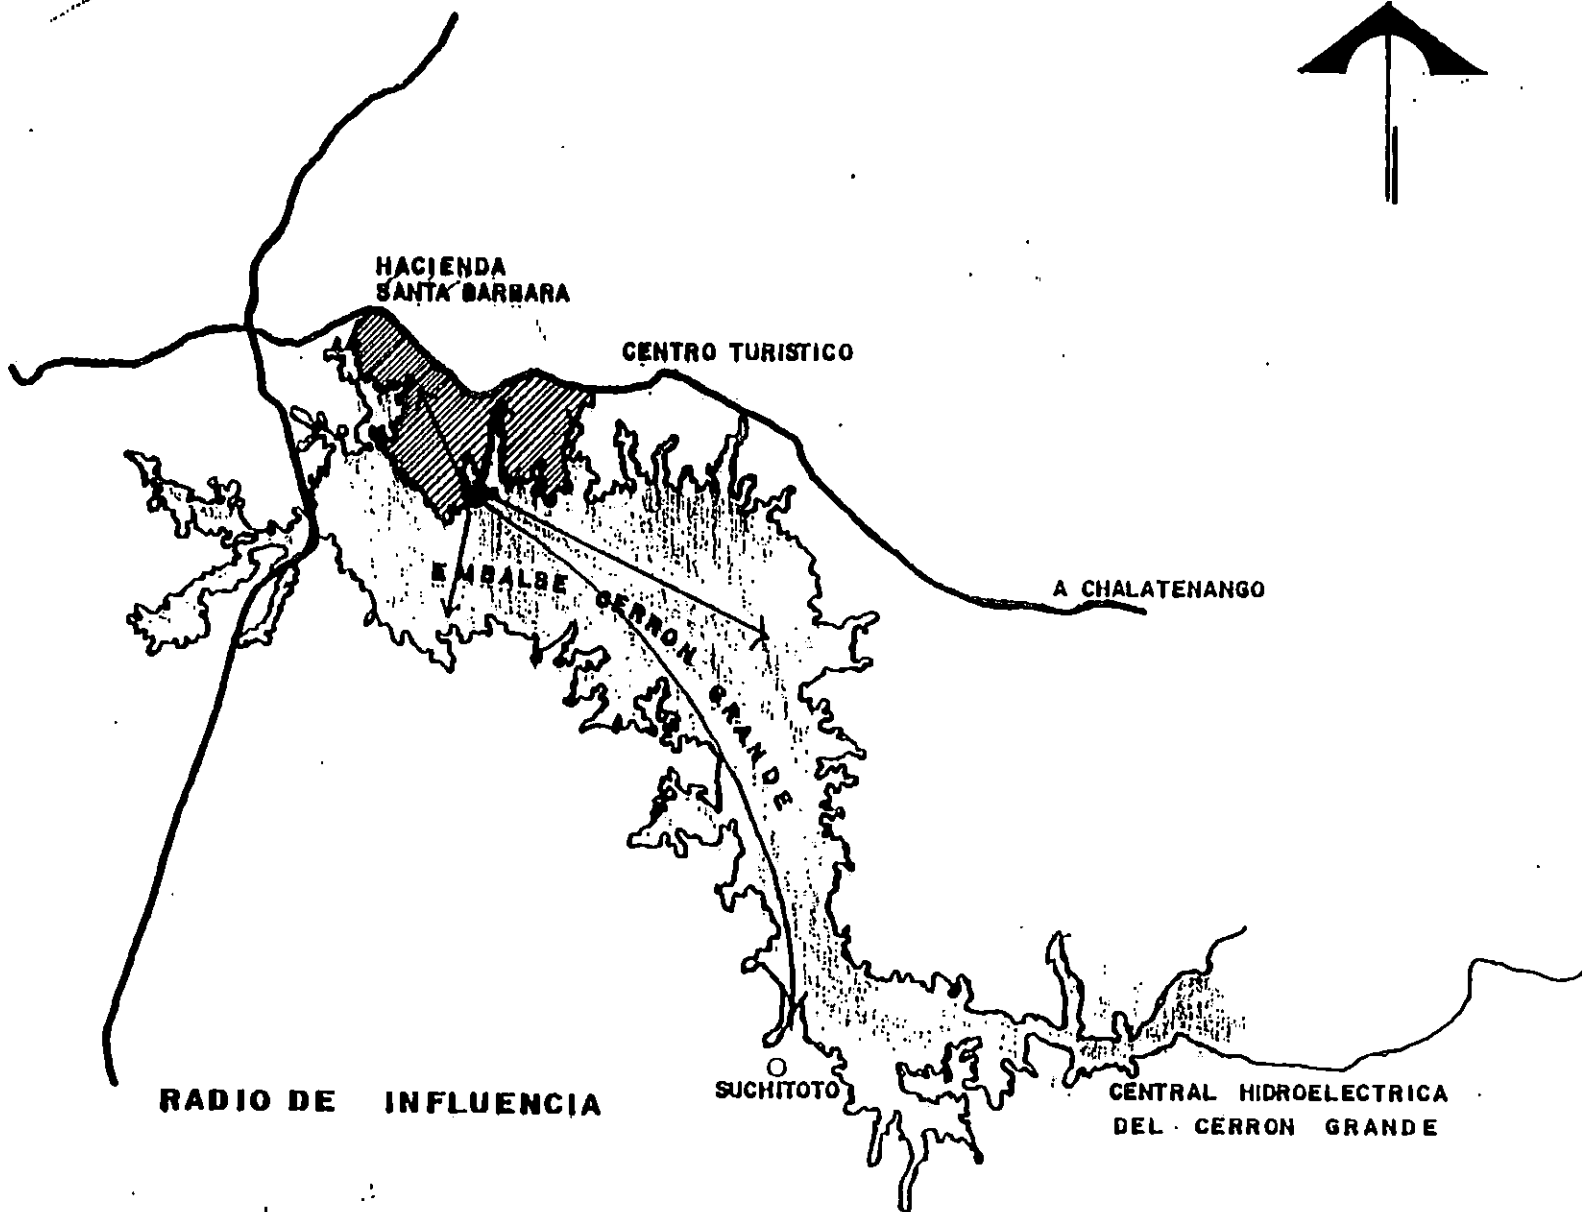 HACIENDA
SANTA BARBARA
CENTRO TURISTICO
A CHALATENANGO
EMBALSE CERRON GRANDE
SUCHITOTO
CENTRAL HIDROELECTRICA
DEL CERRON GRANDE
RADIO DE INFLUENCIA